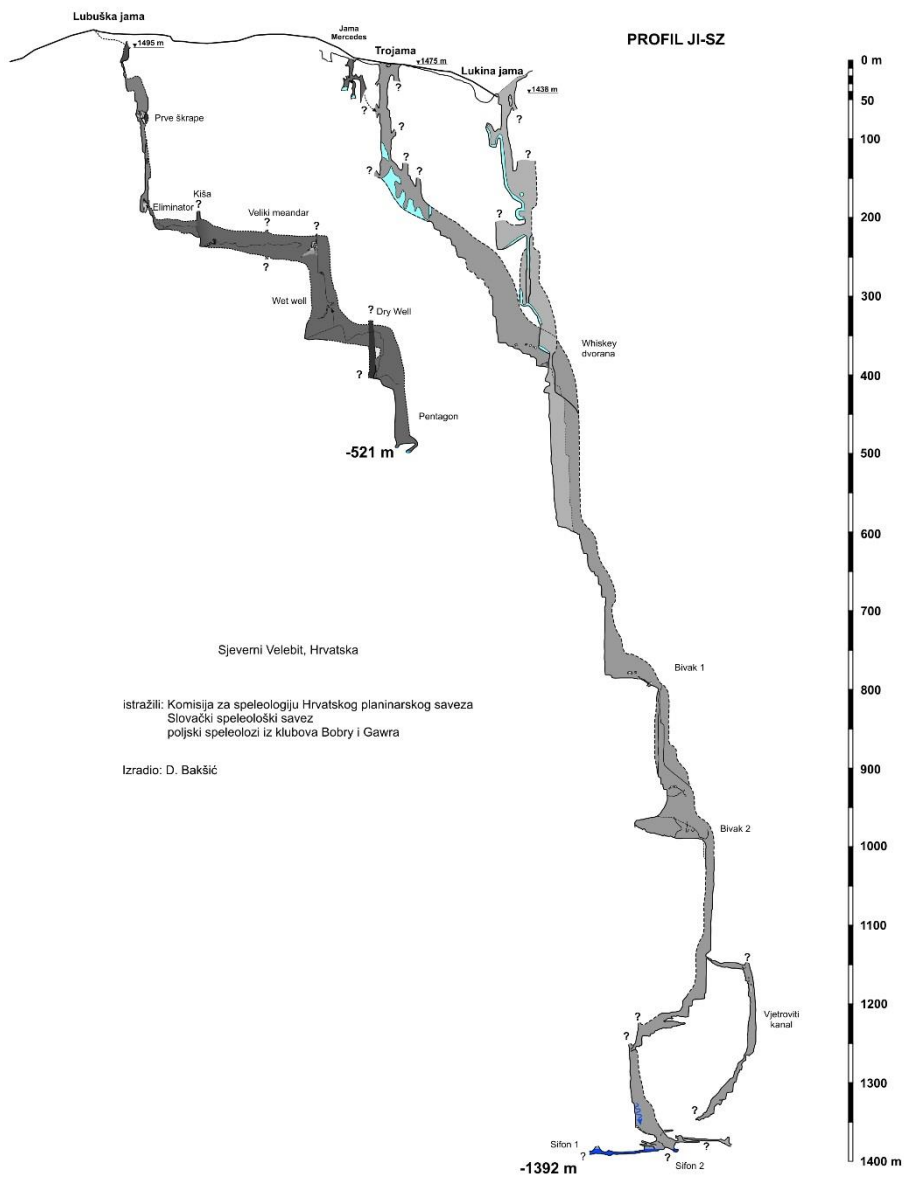 PROFIL JI-SZ
Lubuška jama
1495 m
Jama
Mercedes
Trojama
1475 m
Lukina jama
1438 m
0 m
50
100
200
300
400
500
600
700
800
900
1000
1100
1200
1300
1400 m
?
?
?
?
?
?
?
?
?
Prve škrape
Eliminator
Kiša
?
Veliki meandar
?
?
?
Wet well
? Dry Well
?
Pentagon
-521 m
Whiskey
dvorana
Sjeverni Velebit, Hrvatska
istražili: Komisija za speleologiju Hrvatskog planinarskog saveza
Slovački speleološki savez
poljski speleolozi iz klubova Bobry i Gawra
Izradio: D. Bakšić
Bivak 1
Bivak 2
?
Vjetroviti
kanal
?
?
?
Sifon 1
?
?
?
Sifon 2
-1392 m